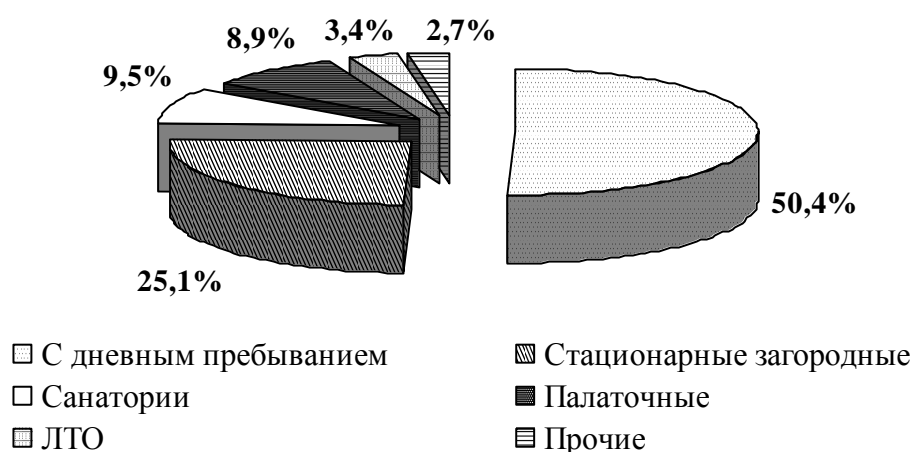 8,9% 3,4% 2,7%
9,5%
50,4%
25,1%
С дневным пребыванием Стационарные загородные
Санатории Палаточные
ЛТО Прочие